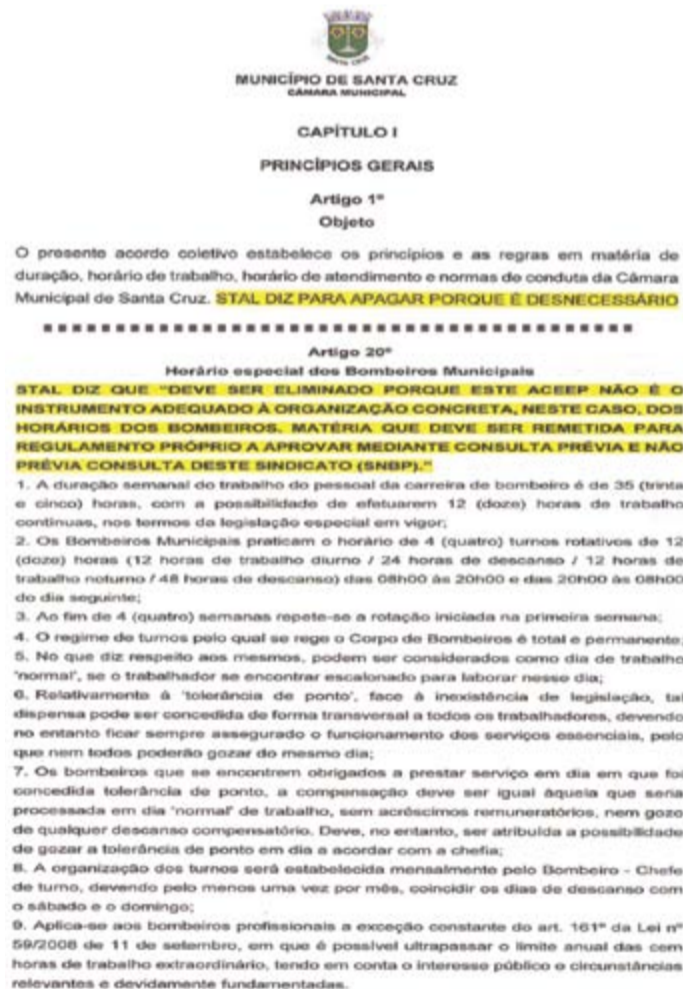 SANTA CRUZ
MUNICÍPIO DE SANTA CRUZ
CÂMARA MUNICIPAL
CAPÍTULO I
PRINCÍPIOS GERAIS
Artigo 1º
Objeto
O presente acordo coletivo estabelece os princípios e as regras em matéria de
duração, horário de trabalho, horário de atendimento e normas de conduta da Câmara
Municipal de Santa Cruz. STAL DIZ PARA APAGAR PORQUE É DESNECESSÁRIO
Artigo 20º
Horário especial dos Bombeiros Municipais
STAL DIZ QUE "DEVE SER ELIMINADO PORQUE ESTE ACEEP NÃO É O
INSTRUMENTO ADEQUADO À ORGANIZAÇÃO CONCRETA, NESTE CASO, DOS
HORÁRIOS DOS BOMBEIROS. MATÉRIA QUE DEVE SER REMETIDA PARA
REGULAMENTO PRÓPRIO A APROVAR MEDIANTE CONSULTA PRÉVIA E NÃO
PRÉVIA CONSULTA DESTE SINDICATO (SNBP)."
1. A duração semanal do trabalho do pessoal da carreira de bombeiro é de 35 (trinta
e cinco) horas, com a possibilidade de efetuarem 12 (doze) horas de trabalho
contínuas, nos termos da legislação especial em vigor;
2. Os Bombeiros Municipais praticam o horário de 4 (quatro) turnos rotativos de 12
(doze) horas (12 horas de trabalho diurno / 24 horas de descanso / 12 horas de
trabalho noturno / 48 horas de descanso) das 08h00 às 20h00 e das 20h00 às 08h00
do dia seguinte;
3. Ao fim de 4 (quatro) semanas repete-se a rotação iniciada na primeira semana;
4. O regime de turnos pelo qual se rege o Corpo de Bombeiros é total e permanente;
5. No que diz respeito aos mesmos, podem ser considerados como dia de trabalho
'normal', se o trabalhador se encontrar escalonado para laborar nesse dia;
6. Relativamente à 'tolerância de ponto', face à inexistência de legislação, tal
dispensa pode ser concedida de forma transversal a todos os trabalhadores, devendo
no entanto ficar sempre assegurado o funcionamento dos serviços essenciais, pelo
que nem todos poderão gozar do mesmo dia;
7. Os bombeiros que se encontrem obrigados a prestar serviço em dia em que foi
concedida tolerância de ponto, a compensação deve ser igual àquela que seria
processada em dia 'normal' de trabalho, sem acréscimos remuneratórios, nem gozo
de qualquer descanso compensatório. Deve, no entanto, ser atribuída a possibilidade
de gozar a tolerância de ponto em dia a acordar com a chefia;
8. A organização dos turnos será estabelecida mensalmente pelo Bombeiro - Chefe
de turno, devendo pelo menos uma vez por mês, coincidir os dias de descanso com
o sábado e o domingo;
9. Aplica-se aos bombeiros profissionais a exceção constante do art. 161º da Lei nº
59/2008 de 11 de setembro, em que é possível ultrapassar o limite anual das cem
horas de trabalho extraordinário, tendo em conta o interesse público e circunstâncias
relevantes e devidamente fundamentadas.